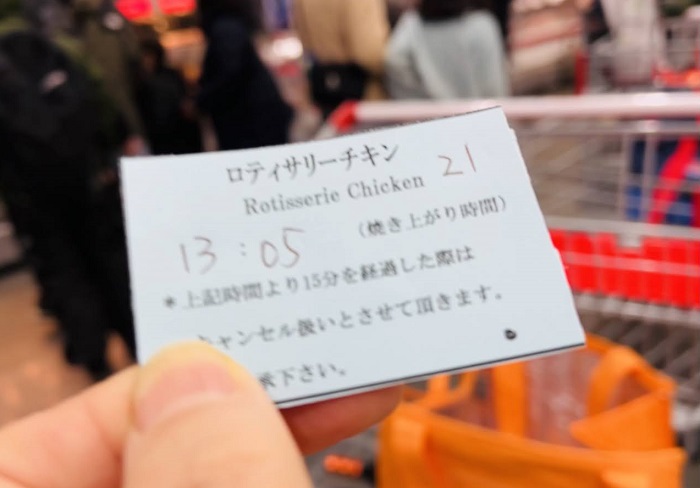 ロティサリーチキン
Rotisserie Chicken 21
13:05 (焼き上がり時間)
*上記時間より15分を経過した際は
キャンセル扱いとさせて頂きます。
承下さい。